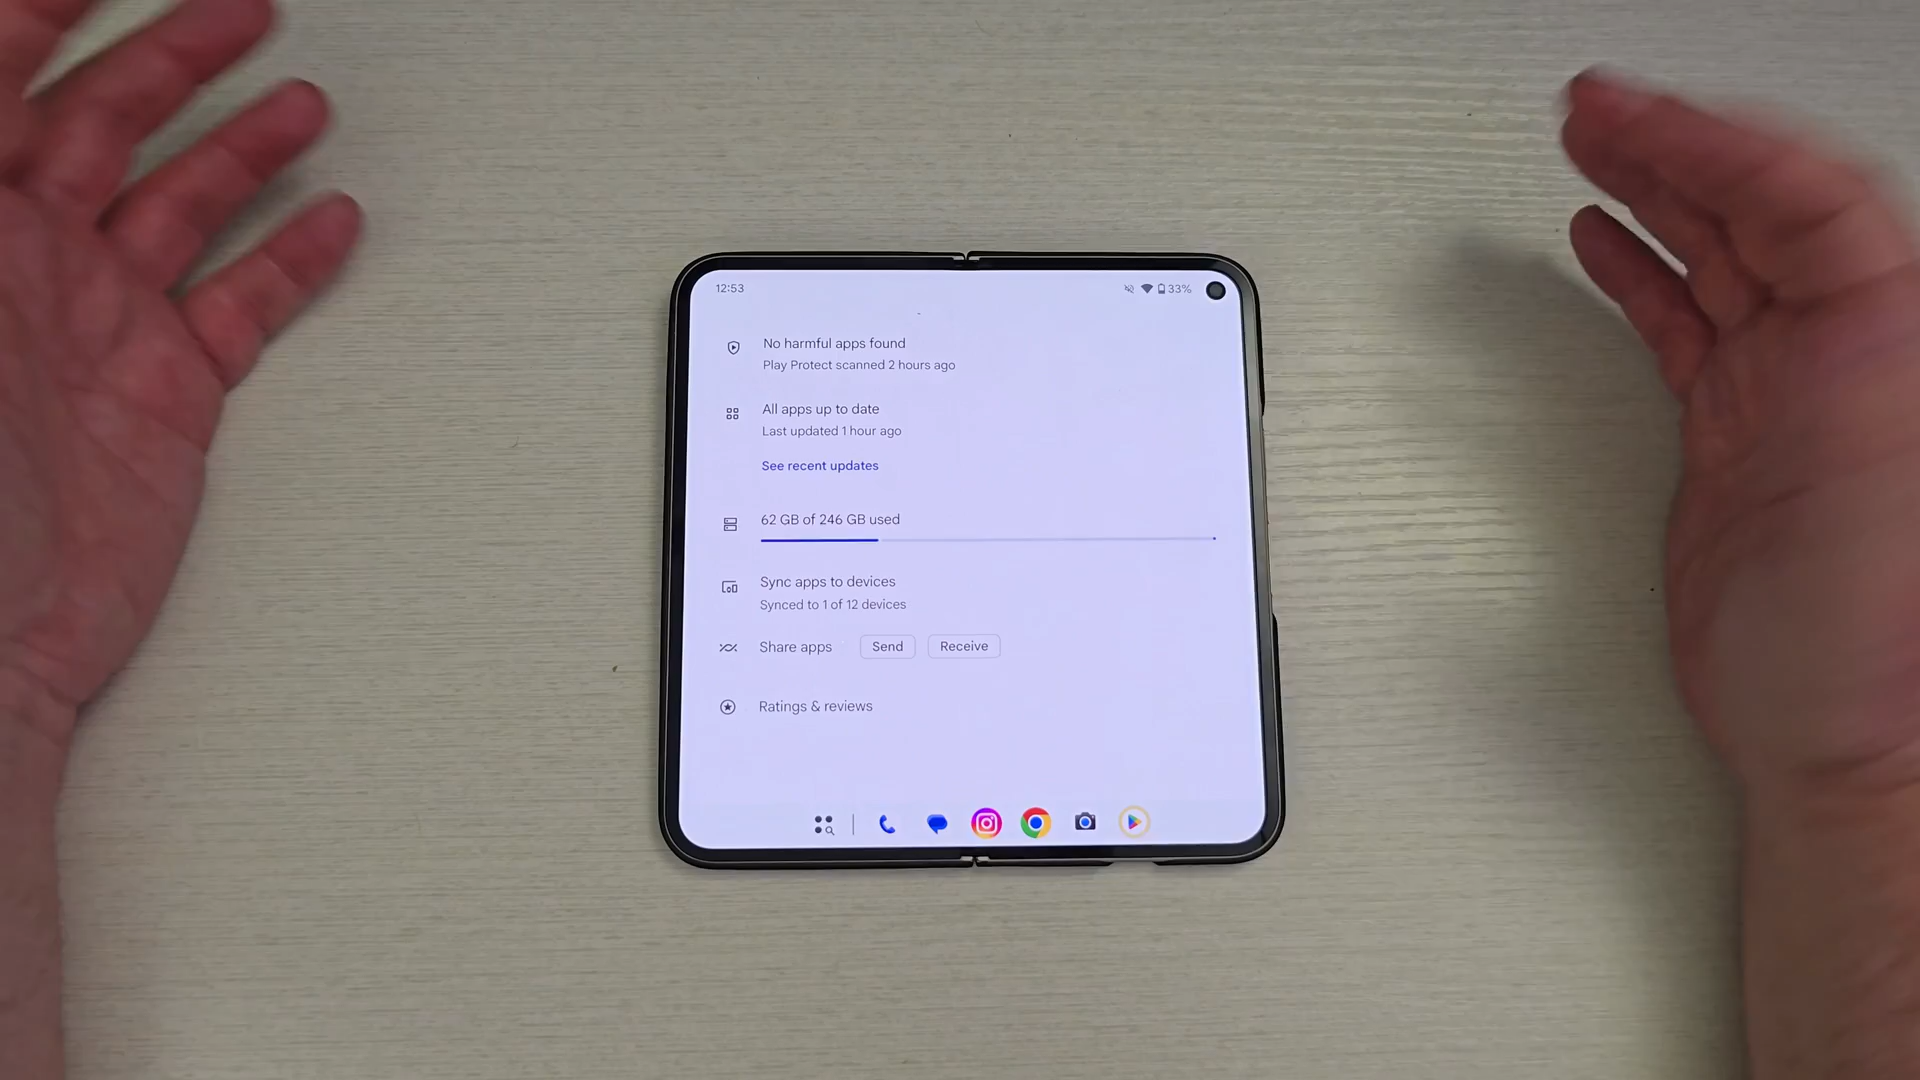 12:53
33%
No harmful apps found
Play Protect scanned 2 hours ago
All apps up to date
Last updated 1 hour ago
See recent updates
62 GB of 246 GB used
Sync apps to devices
Synced to 1 of 12 devices
Share apps Send Receive
Ratings & reviews